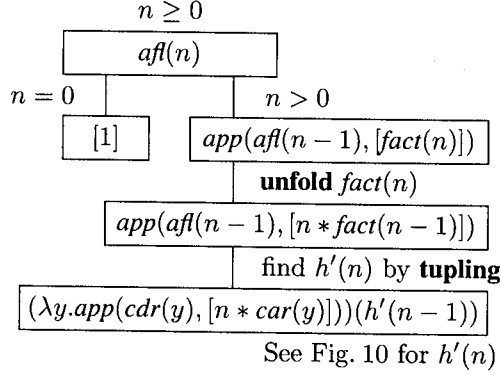 n ≥ 0
afl(n)
n = 0
n > 0
[1]
app(afl(n − 1), [fact(n)])
unfold fact(n)
app(afl(n − 1), [n * fact(n − 1)])
find h′(n) by tupling
(λy.app(cdr(y), [n * car(y)]))(h′(n − 1))
See Fig. 10 for h′(n)